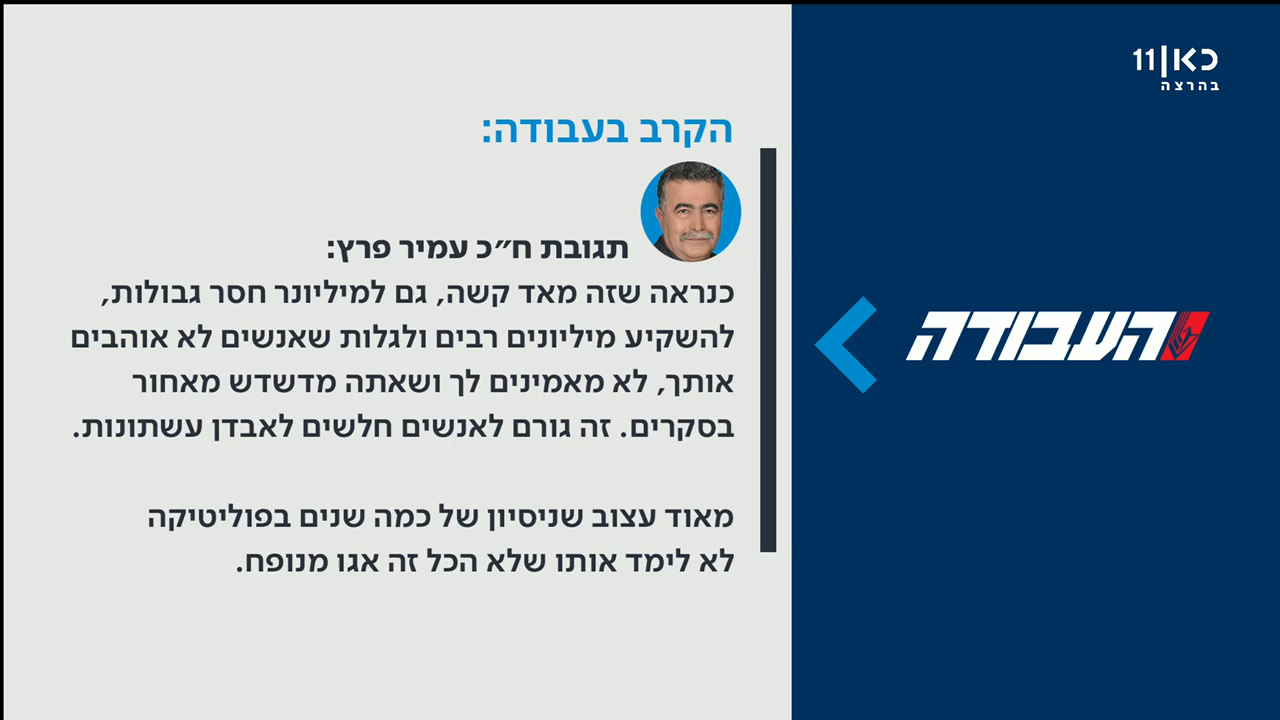 כאן 11
בהרצה
הקרב בעבודה:
תגובת ח״כ עמיר פרץ:
כנראה שזה מאד קשה, גם למיליונר חסר גבולות,
להשקיע מיליונים רבים ולגלות שאנשים לא אוהבים
אותך, לא מאמינים לך ושאתה מדשדש מאחור
בסקרים. זה גורם לאנשים חלשים לאבדן עשתונות.
מאוד עצוב שניסיון של כמה שנים בפוליטיקה
לא לימד אותו שלא הכל זה אגו מנופח.
העבודה